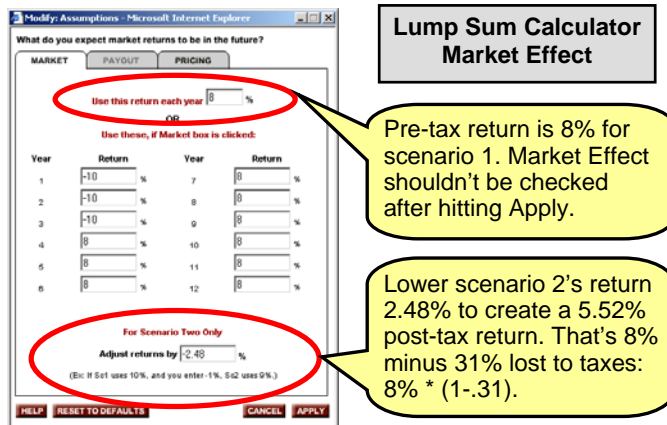 Modify: Assumptions - Microsoft Internet Explorer
What do you expect market returns to be in the future?
MARKET PAYOUT PRICING
Use this return each year 8 %
OR
Use these, if Market box is clicked:
Year Return Year Return
1 -10 % 7 8 %
2 -10 % 8 8 %
3 -10 % 9 8 %
4 8 % 10 8 %
5 8 % 11 8 %
6 8 % 12 8 %
For Scenario Two Only
Adjust returns by -2.48 %
(Ex: If Sc1 uses 10%, and you enter -1%, Sc2 uses 9%.)
HELP RESET TO DEFAULTS CANCEL APPLY
Lump Sum Calculator
Market Effect
Pre-tax return is 8% for
scenario 1. Market Effect
shouldn't be checked
after hitting Apply.
Lower scenario 2's return
2.48% to create a 5.52%
post-tax return. That's 8%
minus 31% lost to taxes:
8% * (1-.31).